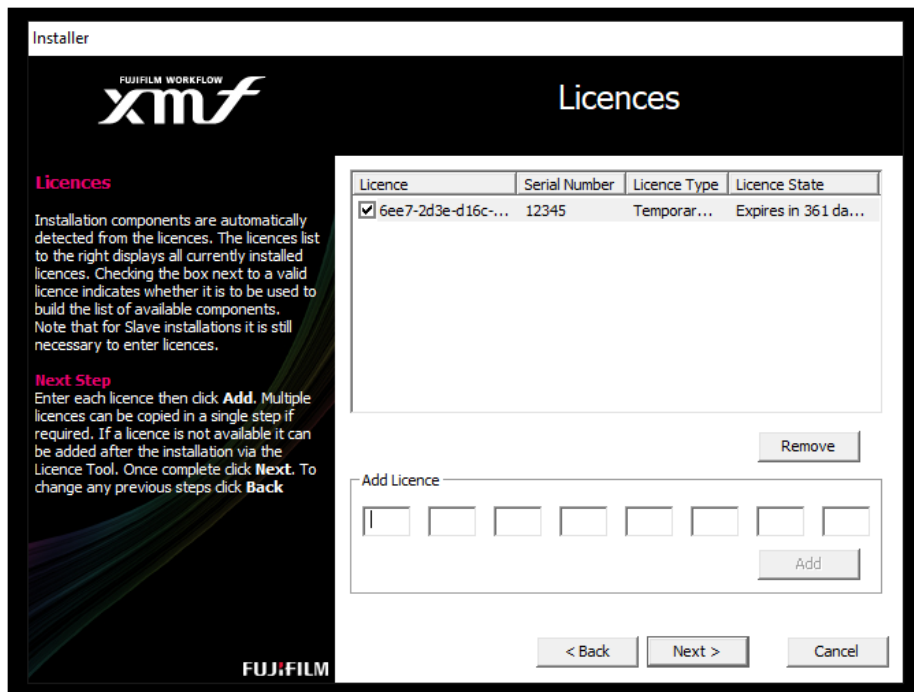 Installer
FUJIFILM WORKFLOW
xmf
Licences
Licences
Installation components are automatically
detected from the licences. The licences list
to the right displays all currently installed
licences. Checking the box next to a valid
licence indicates whether it is to be used to
build the list of available components.
Note that for Slave installations it is still
necessary to enter licences.
Next Step
Enter each licence then click Add. Multiple
licences can be copied in a single step if
required. If a licence is not available it can
be added after the installation via the
Licence Tool. Once complete click Next. To
change any previous steps click Back
FUJIFILM
Licence Serial Number Licence Type Licence State
6ee7-2d3e-d16c-... 12345 Temporar... Expires in 361 da...
Remove
Add Licence
Add
< Back Next > Cancel